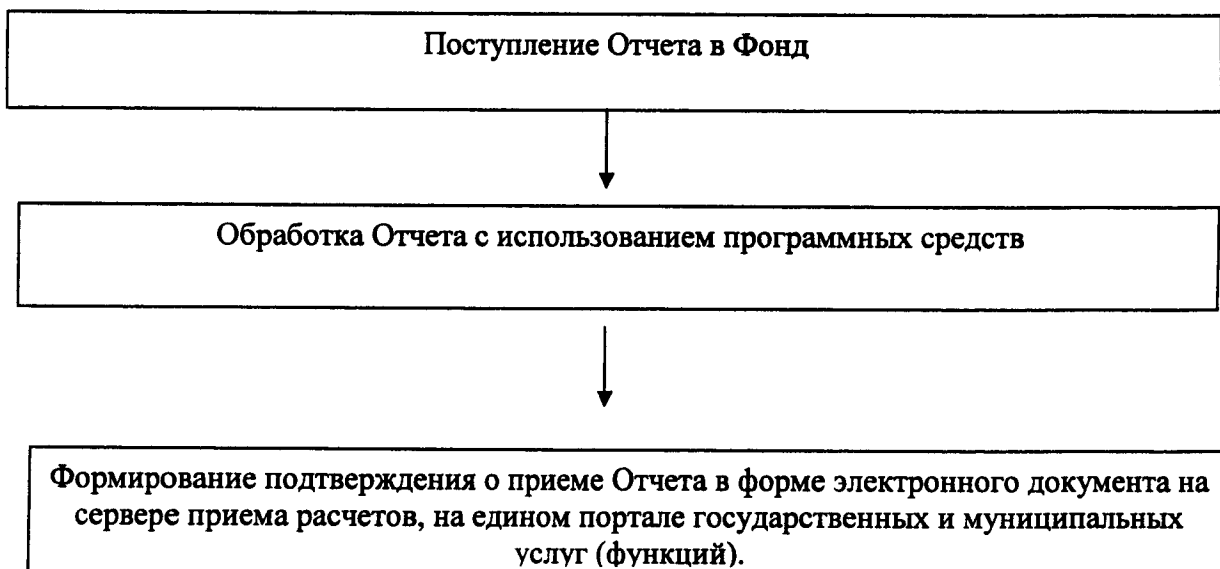 Поступление Отчета в Фонд
Обработка Отчета с использованием программных средств
Формирование подтверждения о приеме Отчета в форме электронного документа на
сервере приема расчетов, на едином портале государственных и муниципальных
услуг (функций).